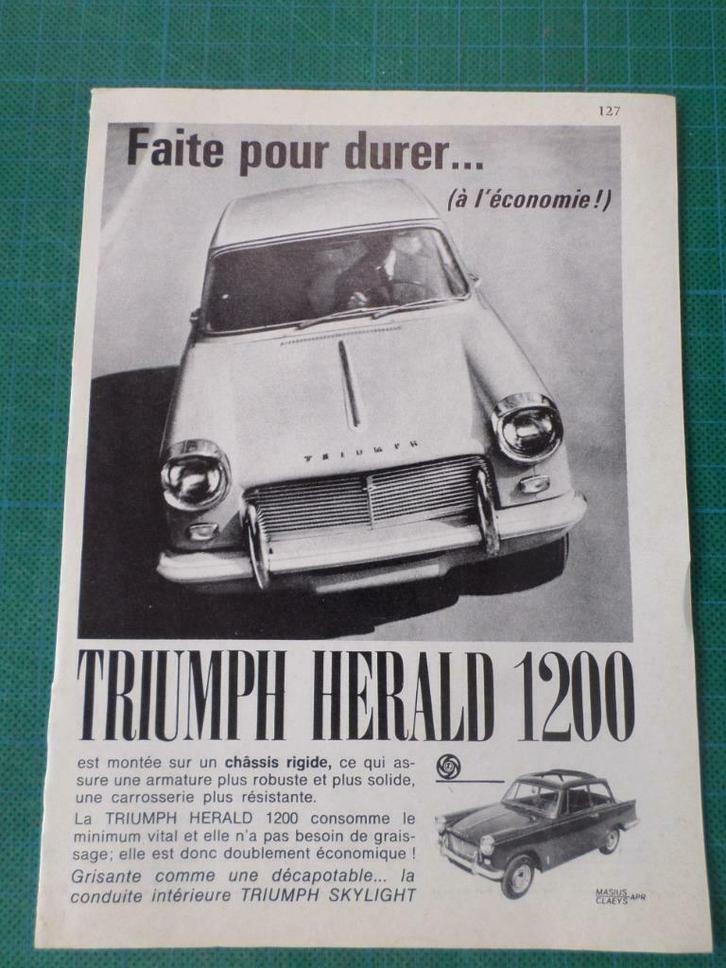 127
Faite pour durer...
(à l'économie!)
TRIUMPH
TRIUMPH HERALD 1200
est montée sur un châssis rigide, ce qui as-
sure une armature plus robuste et plus solide,
une carrosserie plus résistante.
La TRIUMPH HERALD 1200 consomme le
minimum vital et elle n'a pas besoin de grais-
sage; elle est donc doublement économique !
Grisante comme une décapotable... la
conduite intérieure TRIUMPH SKYLIGHT
MASIUS
CLAEYS-APR